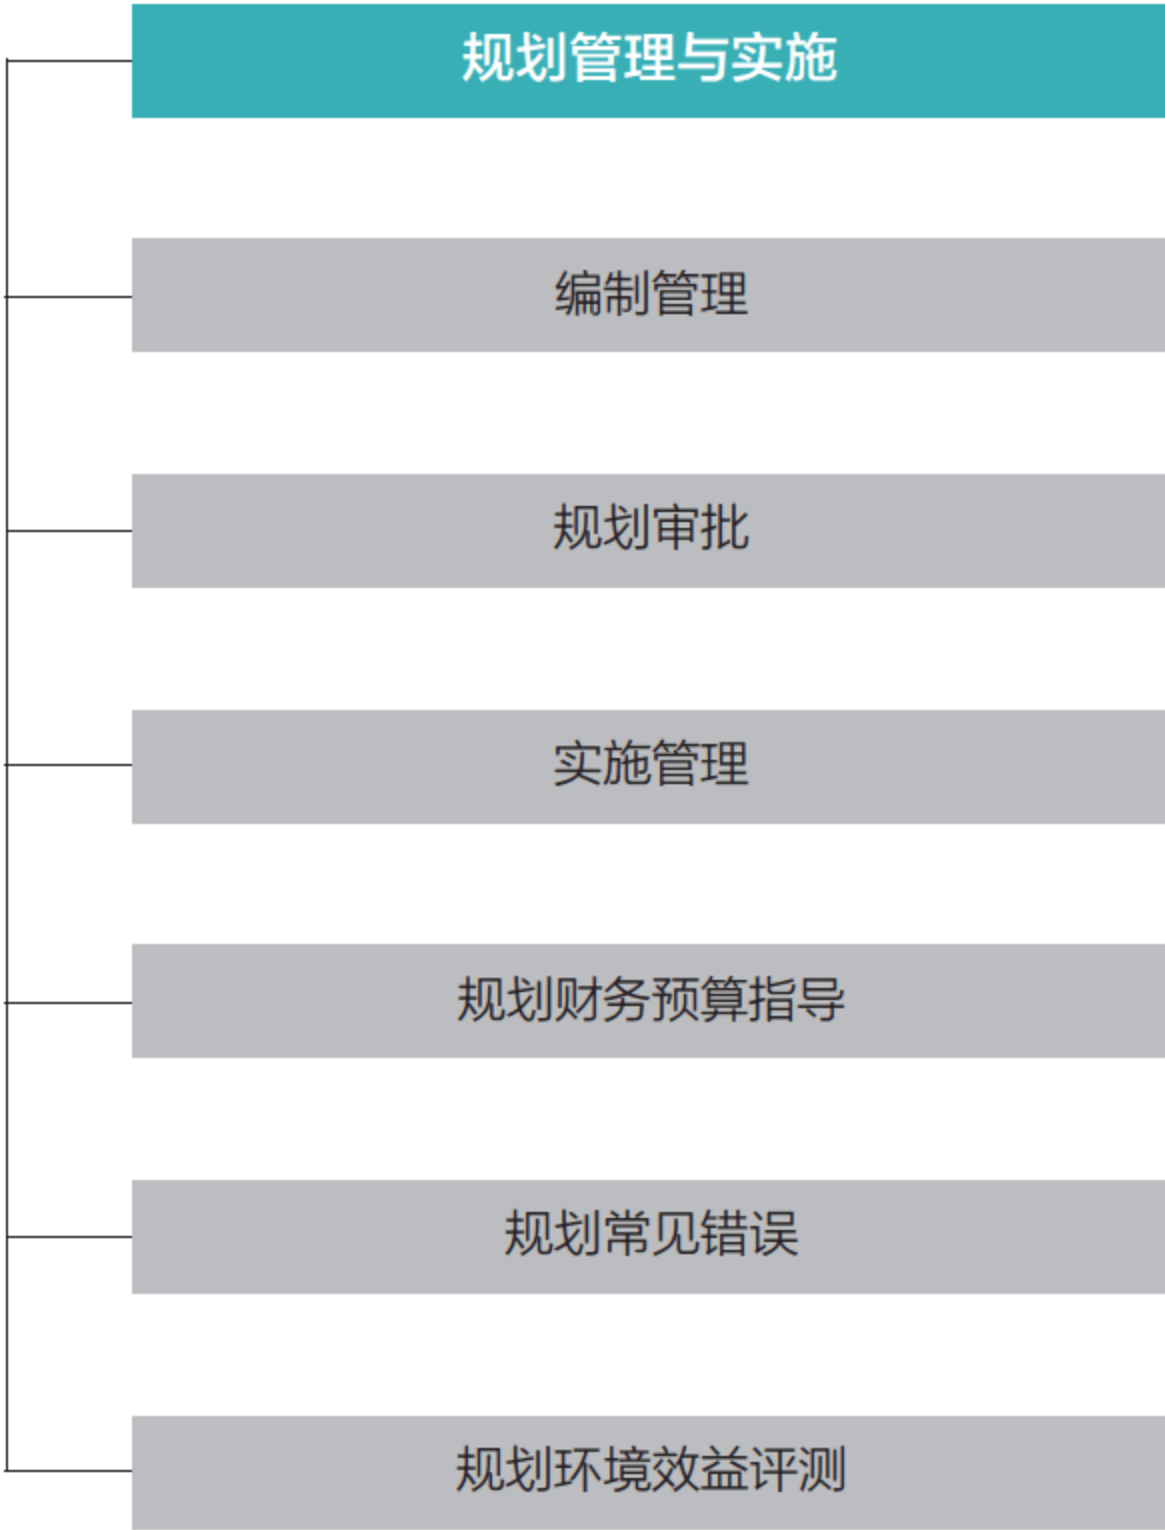 规划管理与实施
编制管理
规划审批
实施管理
规划财务预算指导
规划常见错误
规划环境效益评测